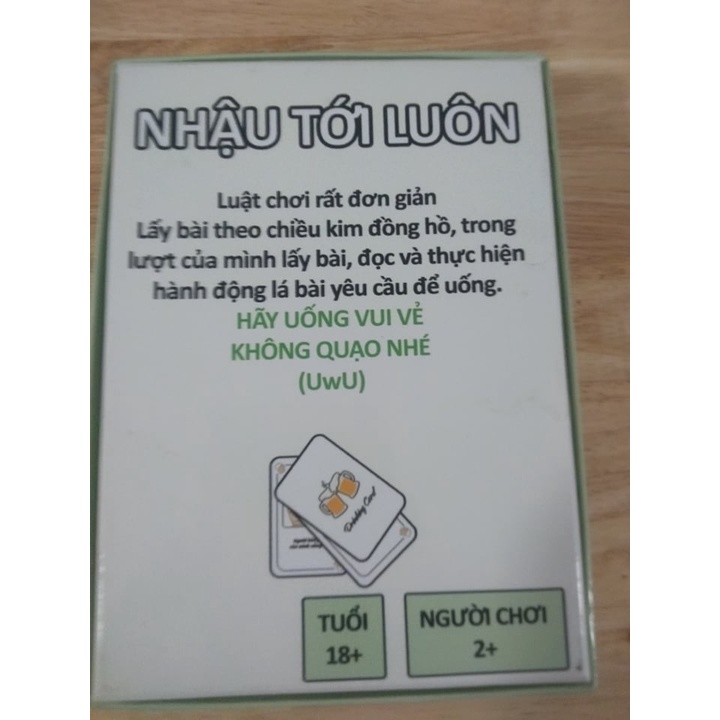 NHẬU TỚI LUÔN
Luật chơi rất đơn giản
Lấy bài theo chiều kim đồng hồ, trong
lượt của mình lấy bài, đọc và thực hiện
hành động lá bài yêu cầu để uống.
HÃY UỐNG VUI VẺ
KHÔNG QUẠO NHÉ
(UwU)
Drinking Card
TUỔI
18+
NGƯỜI CHƠI
2+